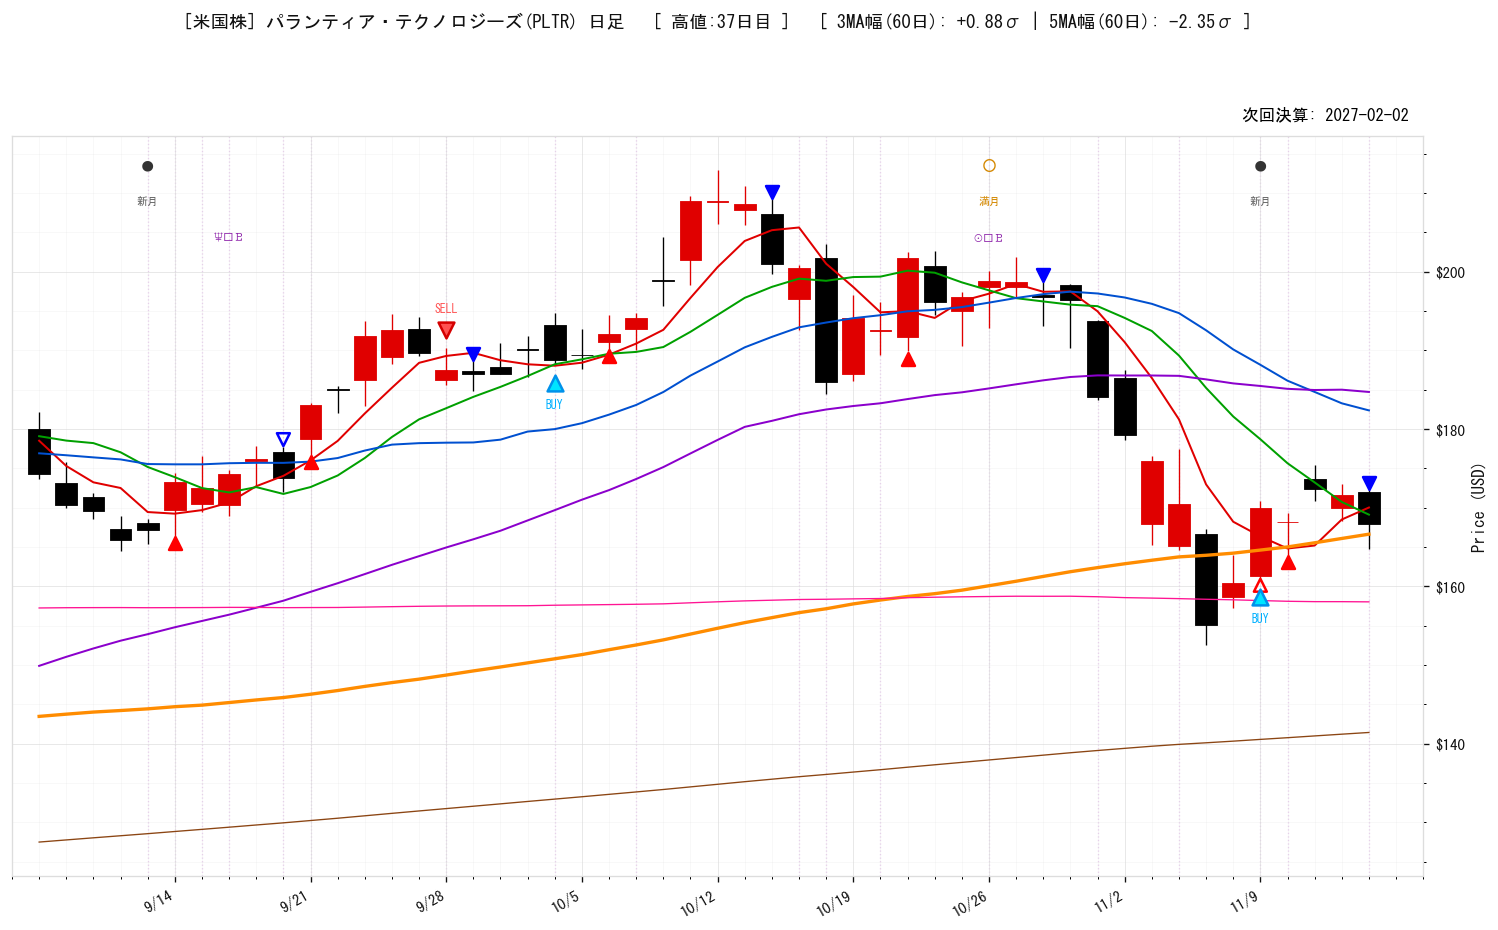 [米国株] パランティア・テクノロジーズ(PLTR) 日足 [ 高値:37日目 ] [ 3MA幅(60日): +0.88σ | 5MA幅(60日): -2.35σ ]
次回決算: 2027-02-02
新月
満月
新月
Ψ□♇
☉□♇
SELL
$200
BUY
$180
Price (USD)
$160
BUY
$140
9/14
9/21
9/28
10/5
10/12
10/19
10/26
11/2
11/9